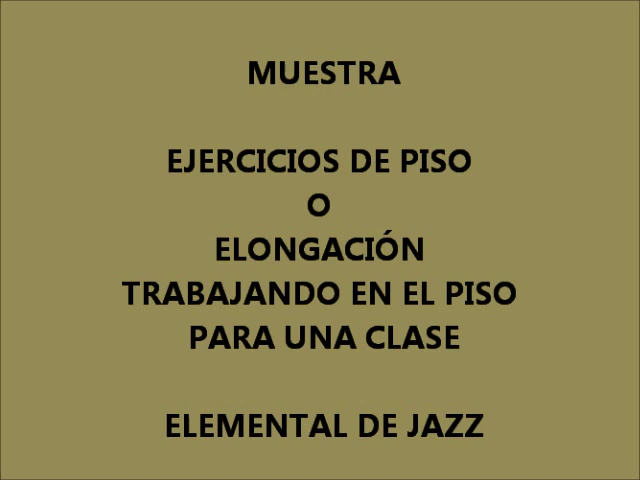 MUESTRA
EJERCICIOS DE PISO
O
ELONGACIÓN
TRABAJANDO EN EL PISO
PARA UNA CLASE
ELEMENTAL DE JAZZ